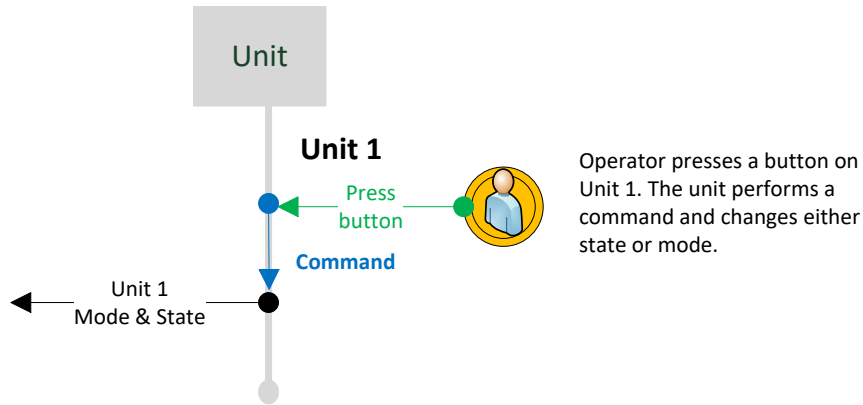 Unit
Unit 1
Press
button
Command
Unit 1
Mode & State
Operator presses a button on
Unit 1. The unit performs a
command and changes either
state or mode.